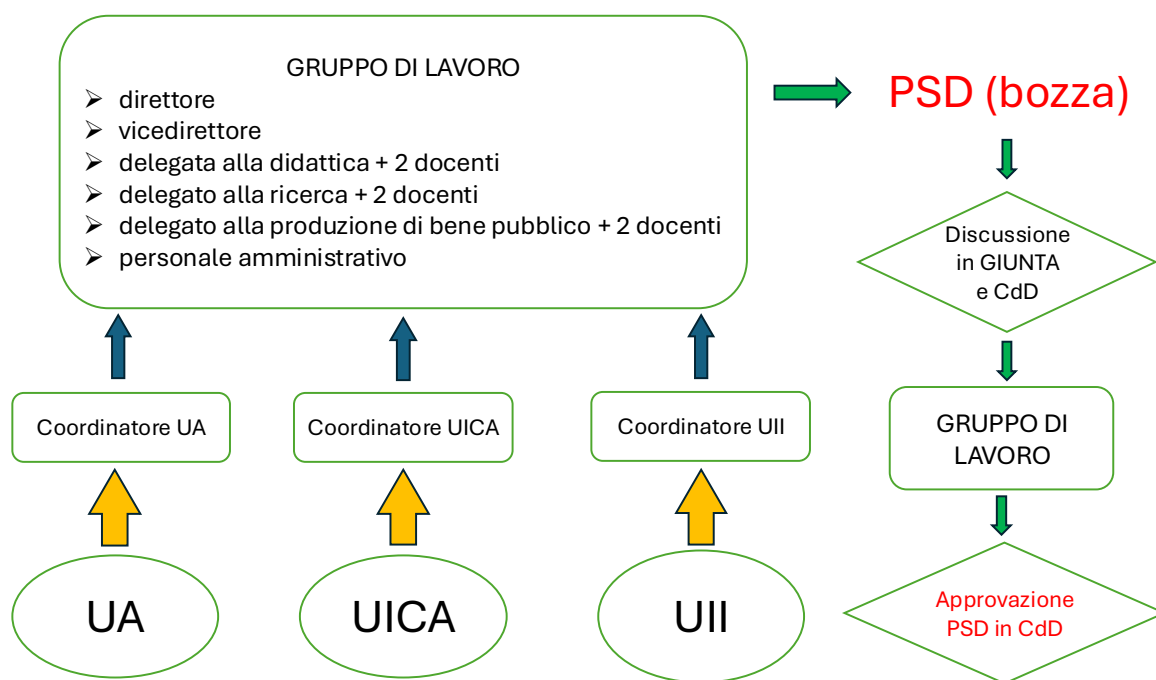 GRUPPO DI LAVORO
➢ direttore
➢ vicedirettore
➢ delegata alla didattica + 2 docenti
➢ delegato alla ricerca + 2 docenti
➢ delegato alla produzione di bene pubblico + 2 docenti
➢ personale amministrativo
PSD (bozza)
Discussione
in GIUNTA
e CdD
GRUPPO DI
LAVORO
Approvazione
PSD in CdD
Coordinatore UA
Coordinatore UICA
Coordinatore UII
UA
UICA
UII